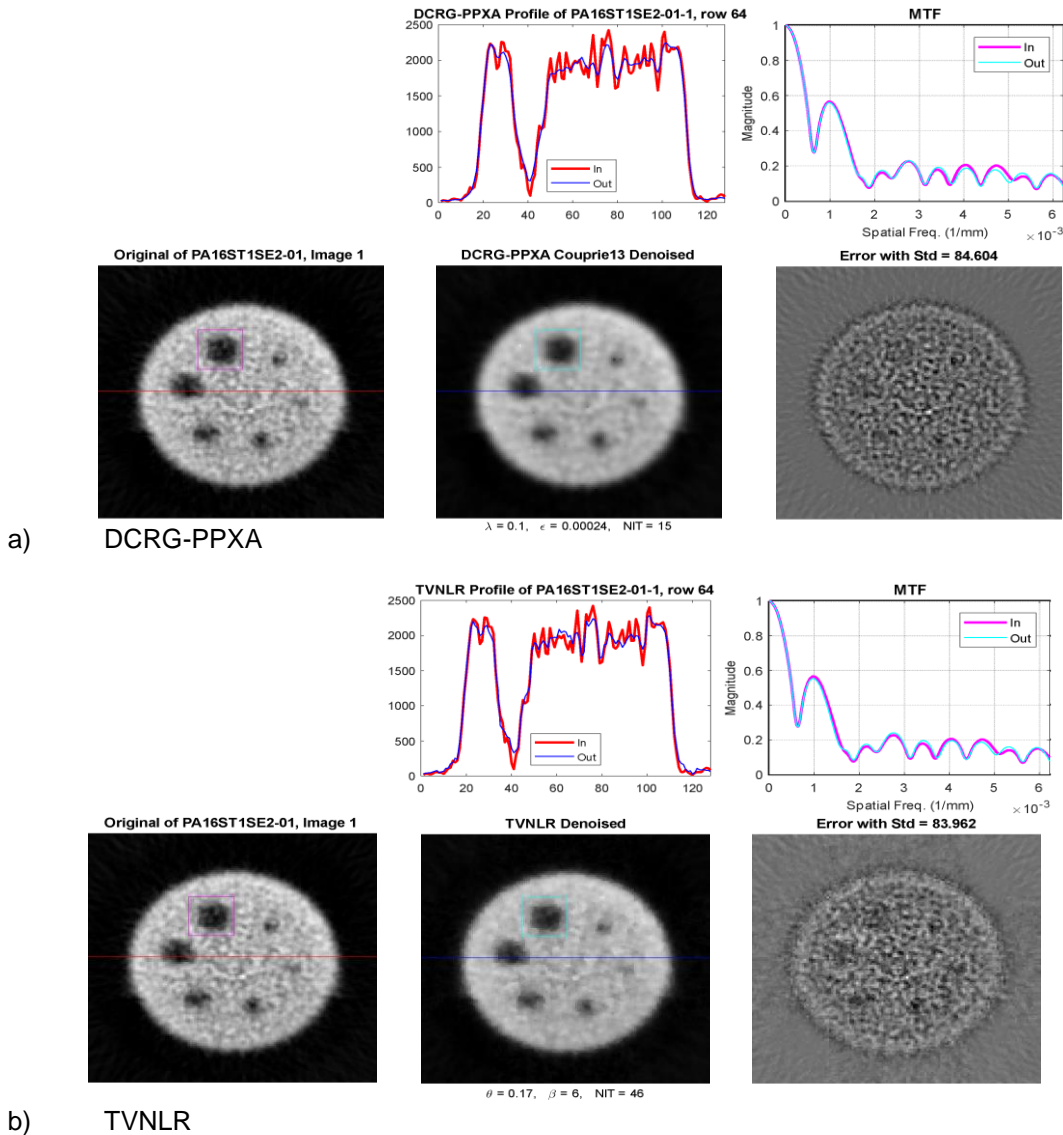 DCRG-PPXA Profile of PA16ST1SE2-01-1, row 64
2500
2000
1500
1000
500
0
In
Out
0 20 40 60 80 100 120
MTF
1
0.8
0.6
0.4
0.2
0
Magnitude
In
Out
0 1 2 3 4 5 6
Spatial Freq. (1/mm)
×10⁻³
Original of PA16ST1SE2-01, Image 1
DCRG-PPXA Couprie13 Denoised
λ = 0.1, ϵ = 0.00024, NIT = 15
Error with Std = 84.604
a) DCRG-PPXA
TVNLR Profile of PA16ST1SE2-01-1, row 64
2500
2000
1500
1000
500
0
In
Out
0 20 40 60 80 100 120
MTF
1
0.8
0.6
0.4
0.2
0
Magnitude
In
Out
0 1 2 3 4 5 6
Spatial Freq. (1/mm)
×10⁻³
Original of PA16ST1SE2-01, Image 1
TVNLR Denoised
θ = 0.17, β = 6, NIT = 46
Error with Std = 83.962
b) TVNLR